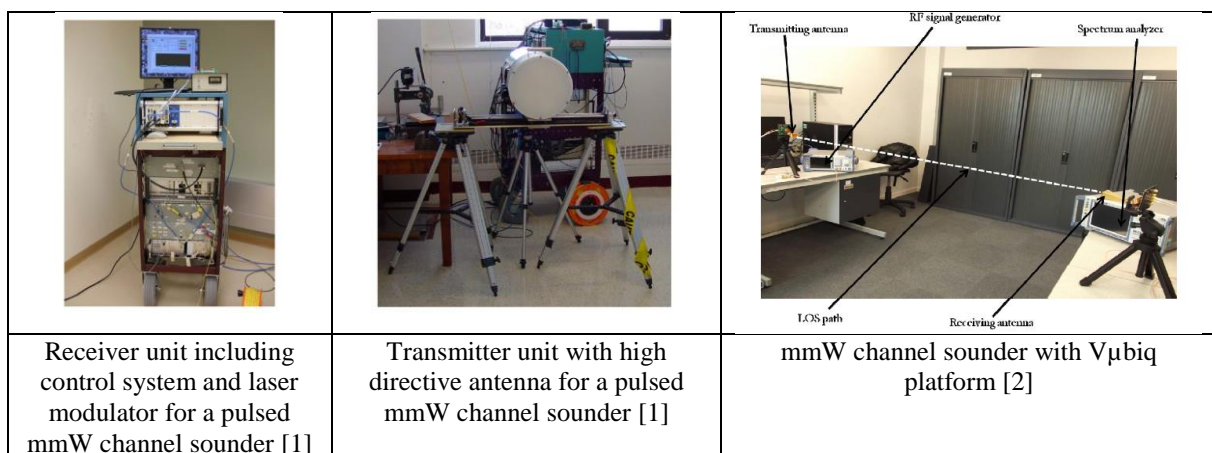 RF signal generator
Transmitting antenna
Spectrum analyzer
LOS path
Receiving antenna
Receiver unit including
control system and laser
modulator for a pulsed
mmW channel sounder [1]
Transmitter unit with high
directive antenna for a pulsed
mmW channel sounder [1]
mmW channel sounder with Vµbiq
platform [2]